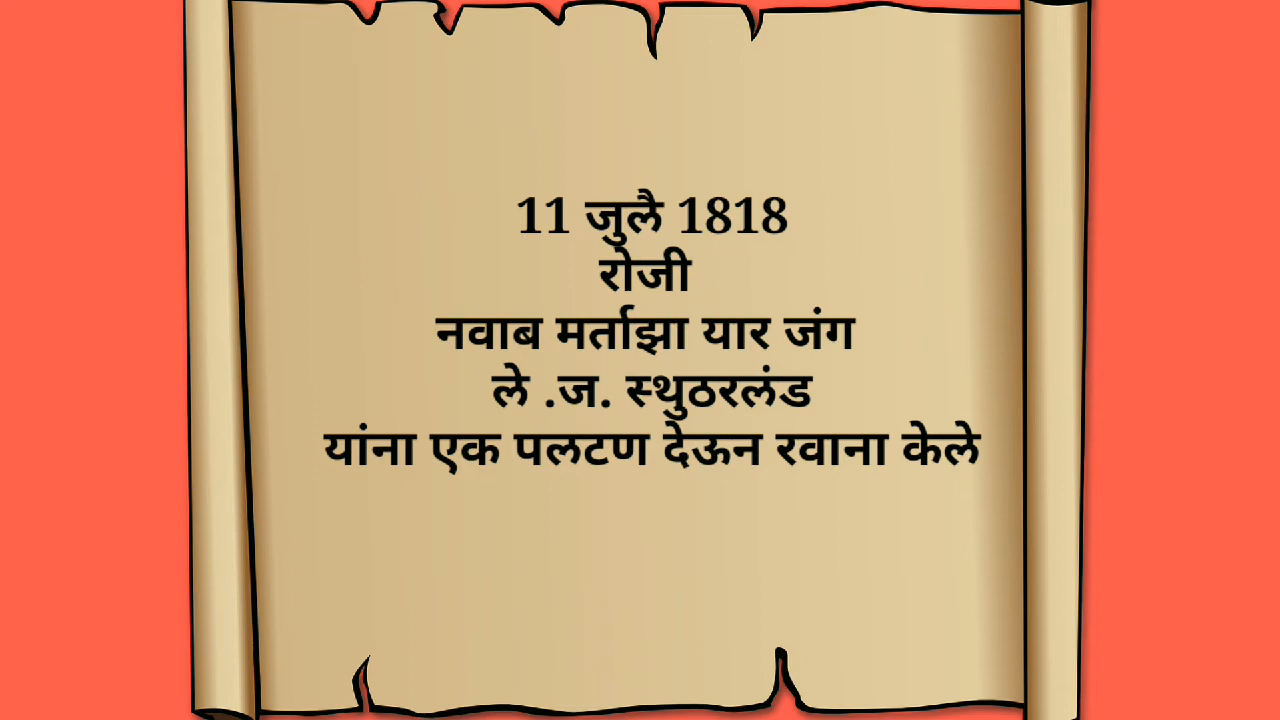 11 जुलै 1818
रोजी
नवाब मर्ताझा यार जंग
ले .ज. स्थुठरलंड
यांना एक पलटण देऊन रवाना केले